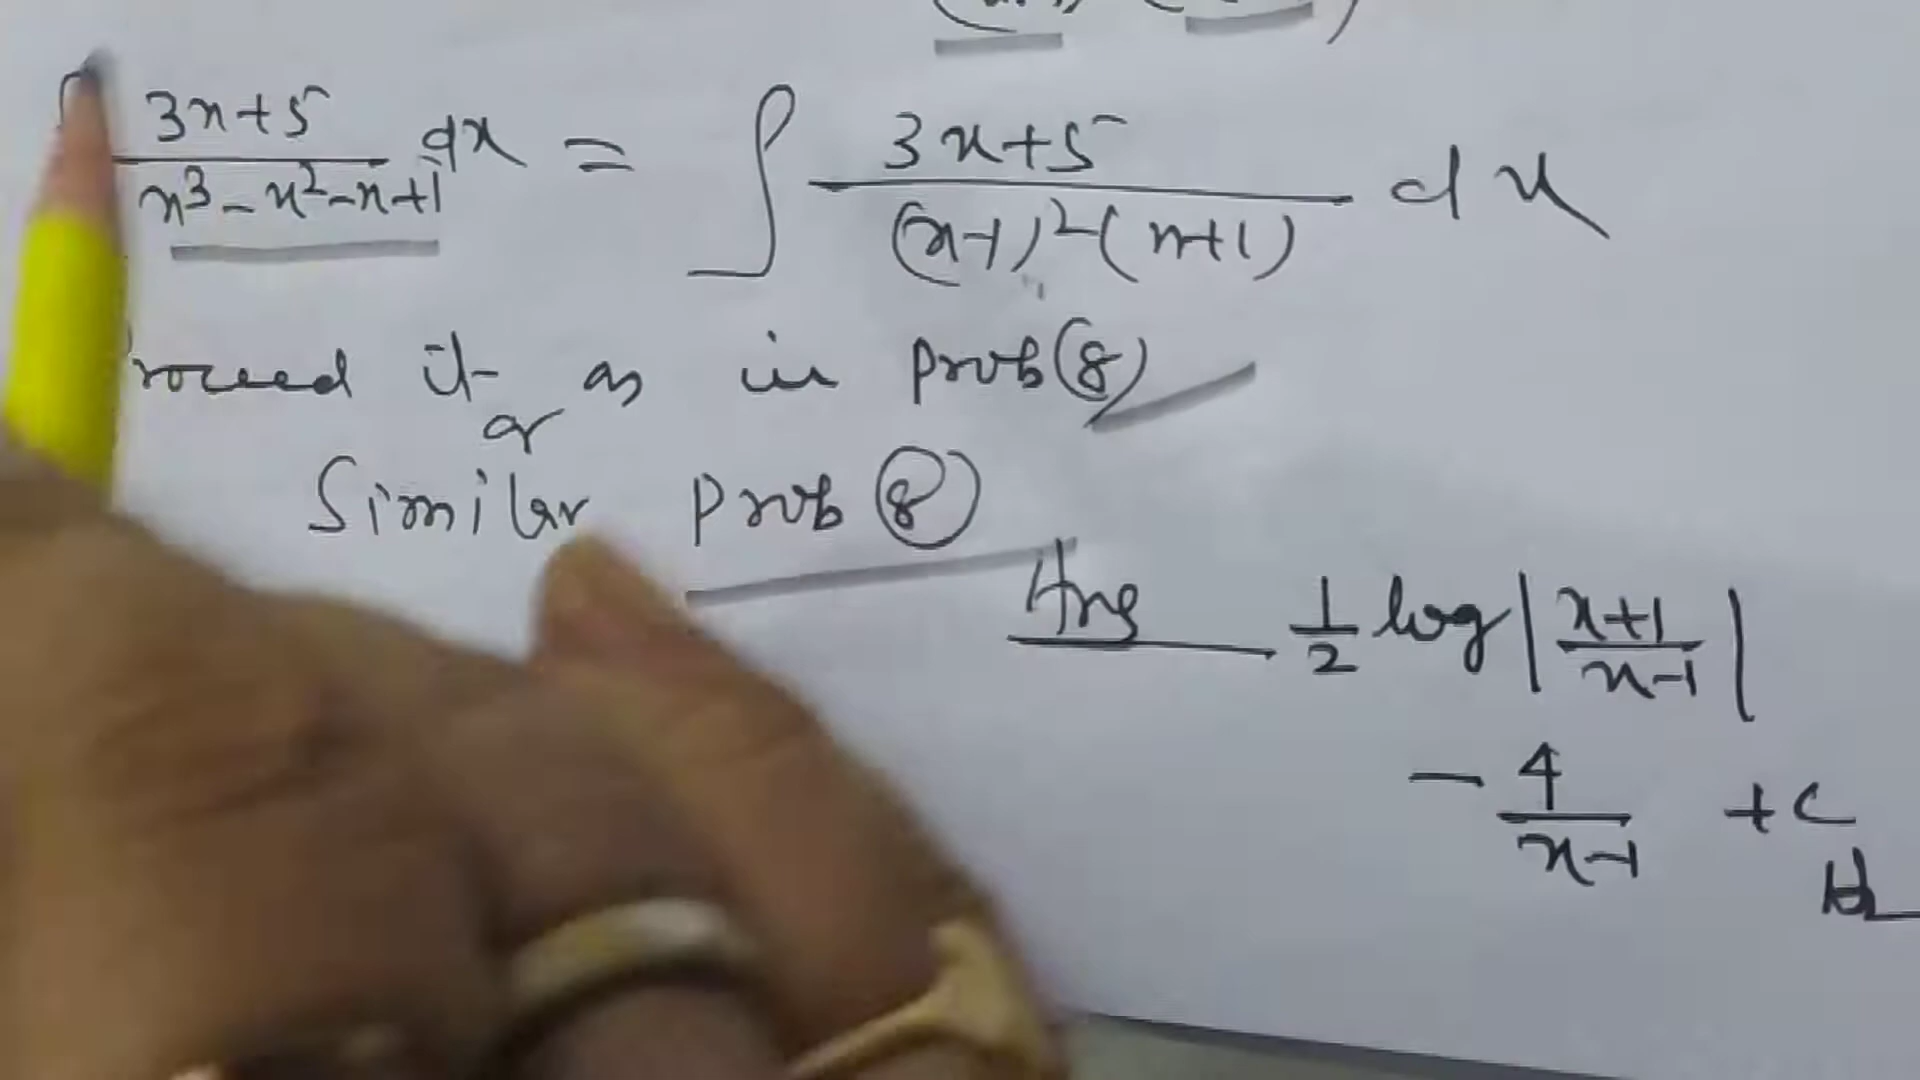 ∫ 3x+5 / x³-x²-x+1 dx = ∫ 3x+5 / (x-1)²(x+1) dx
roceed it as in prob (8)
or
Similar prob (8)
Ans 1/2 log | x+1 / x-1 |
- 4 / x-1 + c